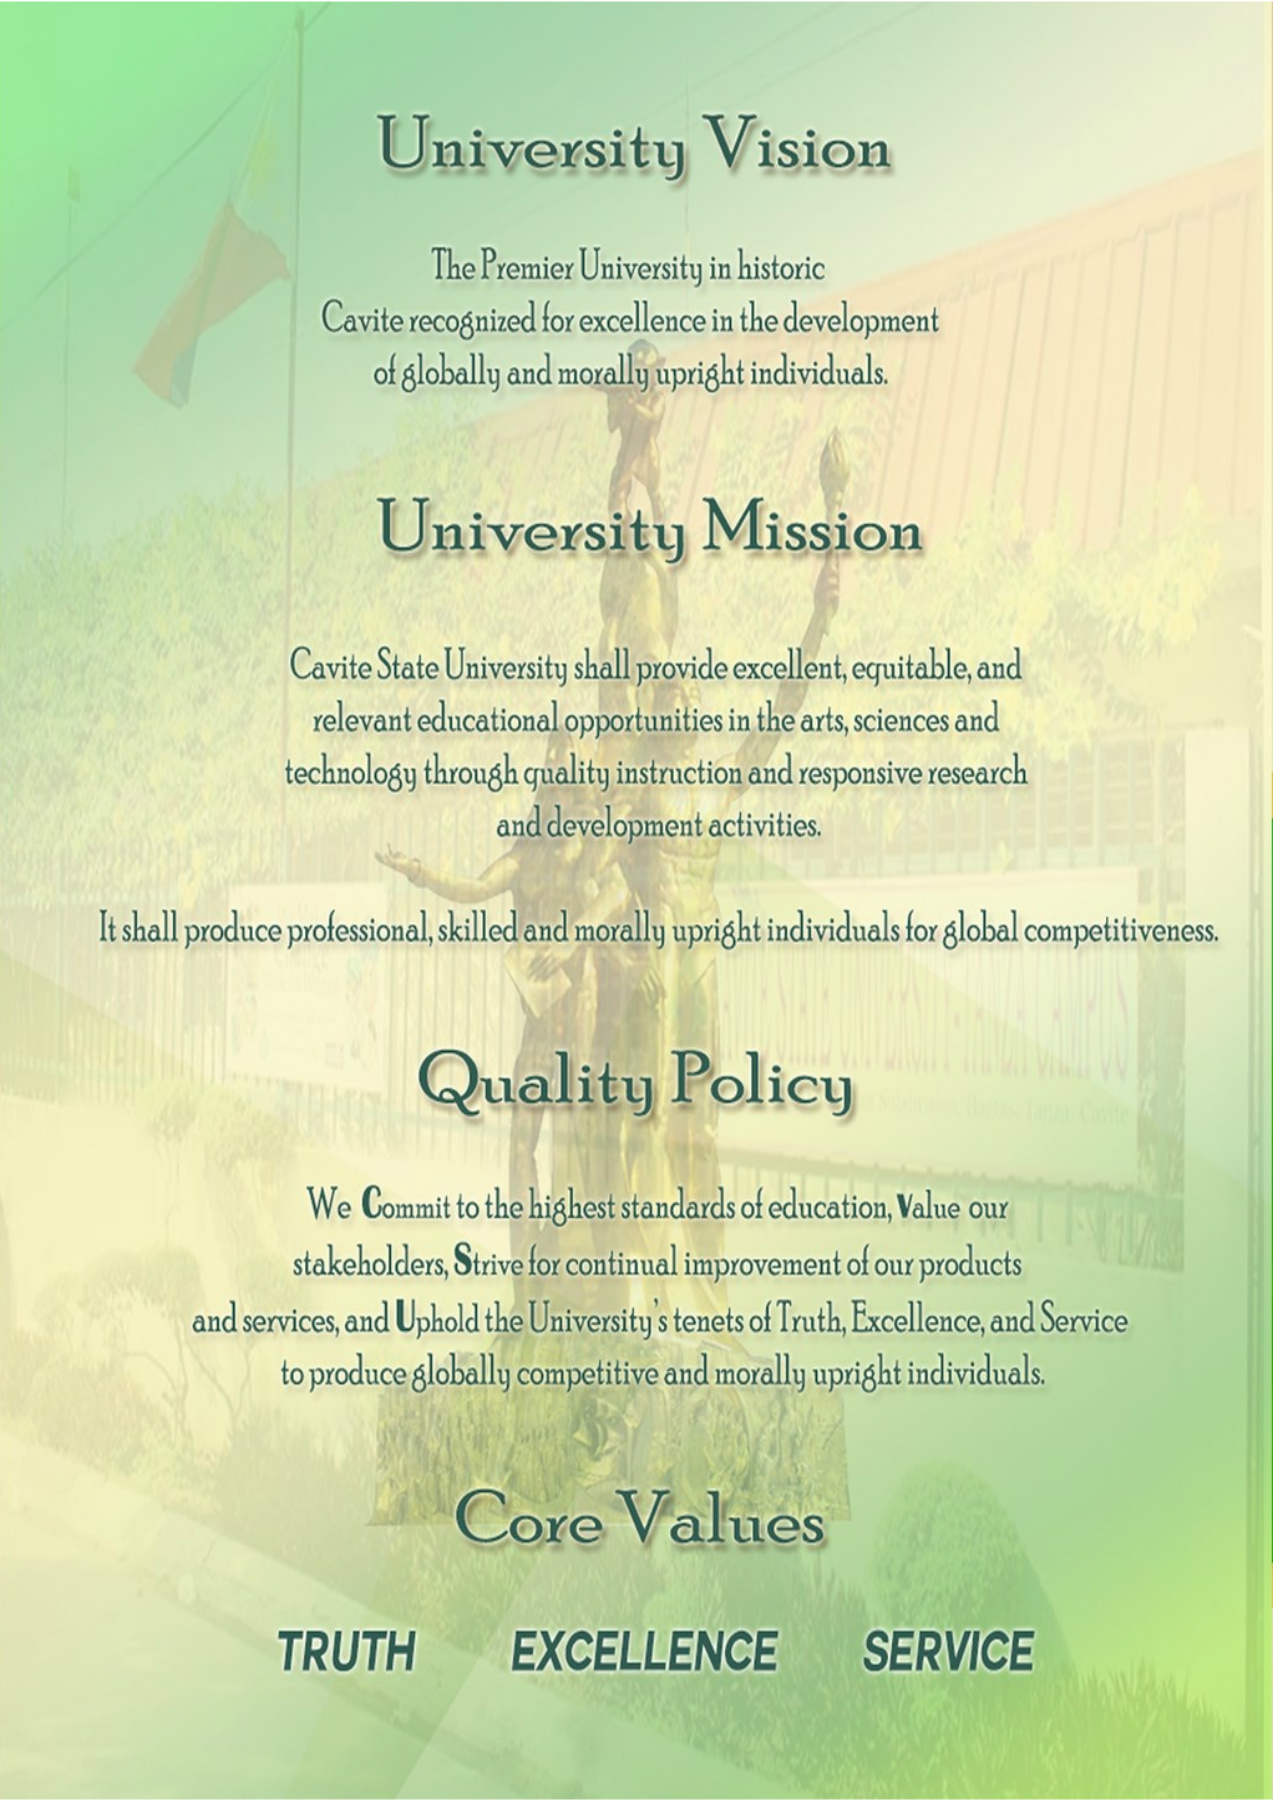 University Vision
The Premier University in historic
Cavite recognized for excellence in the development
of globally and morally upright individuals.
University Mission
Cavite State University shall provide excellent, equitable, and
relevant educational opportunities in the arts, sciences and
technology through quality instruction and responsive research
and development activities.
It shall produce professional, skilled and morally upright individuals for global competitiveness.
Quality Policy
We Commit to the highest standards of education, Value our
stakeholders, Strive for continual improvement of our products
and services, and Uphold the University's tenets of Truth, Excellence, and Service
to produce globally competitive and morally upright individuals.
Core Values
TRUTH EXCELLENCE SERVICE